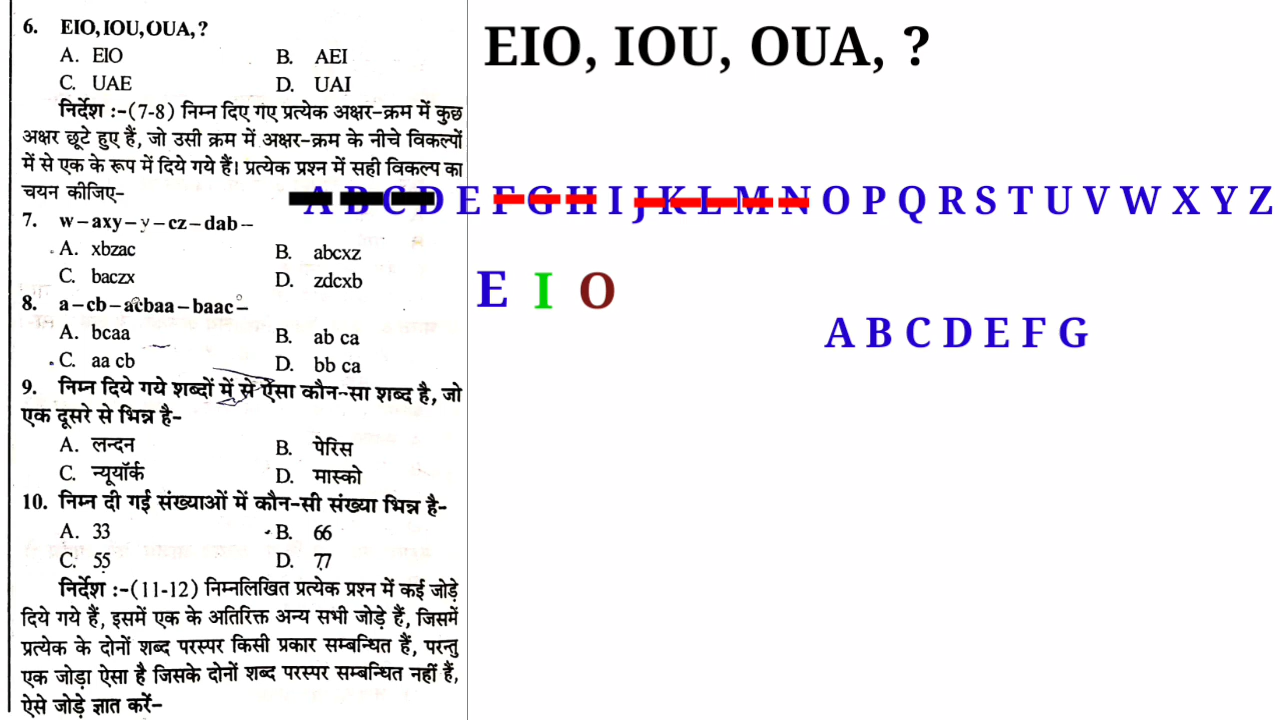 6. EIO, IOU, OUA, ?
A. EIO B. AEI
C. UAE D. UAI
निर्देश :-(7-8) निम्न दिए गए प्रत्येक अक्षर-क्रम में कुछ
अक्षर छूटे हुए हैं, जो उसी क्रम में अक्षर-क्रम के नीचे विकल्पों
में से एक के रूप में दिये गये हैं। प्रत्येक प्रश्न में सही विकल्प का
चयन कीजिए-
7. w – axy – y – cz – dab –
A. xbzac B. abcxz
C. baczx D. zdcxb
8. a – cb – acbaa – baac –
A. bcaa B. ab ca
C. aa cb D. bb ca
9. निम्न दिये गये शब्दों में से ऐसा कौन-सा शब्द है, जो
एक दूसरे से भिन्न है-
A. लन्दन B. पेरिस
C. न्यूयॉर्क D. मास्को
10. निम्न दी गई संख्याओं में कौन-सी संख्या भिन्न है-
A. 33 B. 66
C. 55 D. 77
निर्देश :-(11-12) निम्नलिखित प्रत्येक प्रश्न में कई जोड़े
दिये गये हैं, इसमें एक के अतिरिक्त अन्य सभी जोड़े हैं, जिसमें
प्रत्येक के दोनों शब्द परस्पर किसी प्रकार सम्बन्धित हैं, परन्तु
एक जोड़ा ऐसा है जिसके दोनों शब्द परस्पर सम्बन्धित नहीं हैं,
ऐसे जोड़े ज्ञात करें-
EIO, IOU, OUA, ?
A B C D E F G H I J K L M N O P Q R S T U V W X Y Z
E I O
A B C D E F G